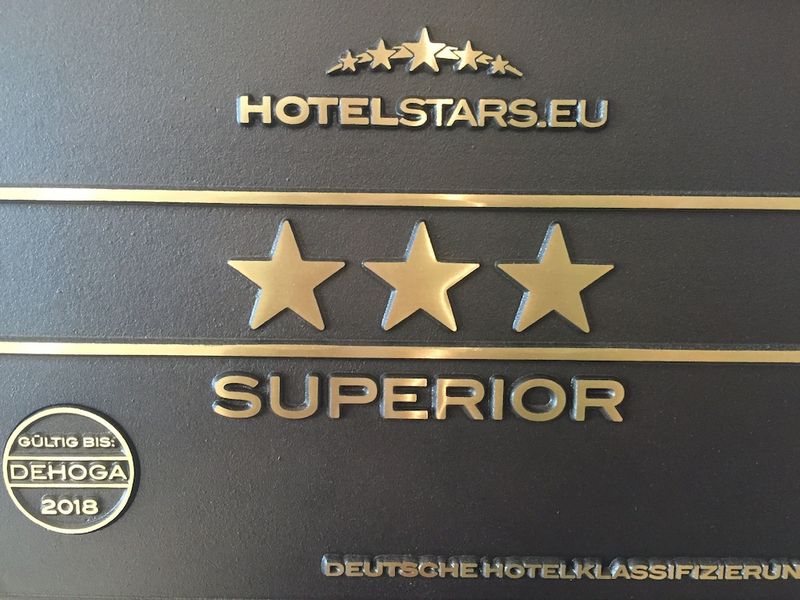 HOTELSTARS.EU
SUPERIOR
GÜLTIG BIS:
DEHOGA
2018
DEUTSCHE HOTELKLASSIFIZIERUN